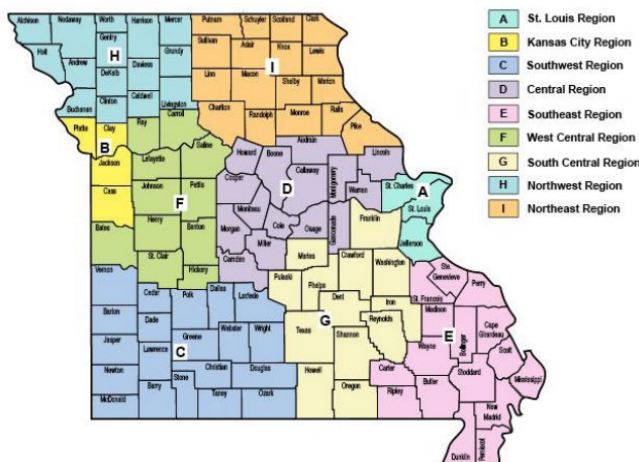 Atchison
Nodaway
Worth
Harrison
Mercer
Putnam
Schuyler
Scotland
Clark
Gentry
Sullivan
Adair
Knox
Lewis
Holt
Andrew
H
Grundy
DeKalb
Daviess
I
Linn
Macon
Shelby
Marion
Buchanan
Clinton
Caldwell
Livingston
Chariton
Randolph
Monroe
Ralls
Pike
Platte
Clay
Ray
Carroll
B
Saline
Howard
Boone
Audrain
Lincoln
Jackson
Lafayette
Cooper
Callaway
Montgomery
Warren
St. Charles
A
Cass
Johnson
Pettis
D
St. Louis
F
Moniteau
Cole
Osage
Gasconade
Franklin
Jefferson
Bates
Henry
Benton
Morgan
Miller
St. Clair
Hickory
Camden
Maries
Crawford
Washington
Ste.
Genevieve
Perry
Vernon
Cedar
Polk
Dallas
Laclede
Pulaski
Phelps
Dent
Iron
St. Francois
Madison
Barton
Dade
Greene
Webster
Wright
Texas
G
Shannon
Reynolds
E
Wayne
Bollinger
Cape
Girardeau
Jasper
Lawrence
C
Christian
Douglas
Scott
Newton
Stone
Howell
Carter
Butler
Stoddard
Mississippi
McDonald
Barry
Taney
Ozark
Oregon
Ripley
New
Madrid
Dunklin
Pemiscot
A St. Louis Region
B Kansas City Region
C Southwest Region
D Central Region
E Southeast Region
F West Central Region
G South Central Region
H Northwest Region
I Northeast Region